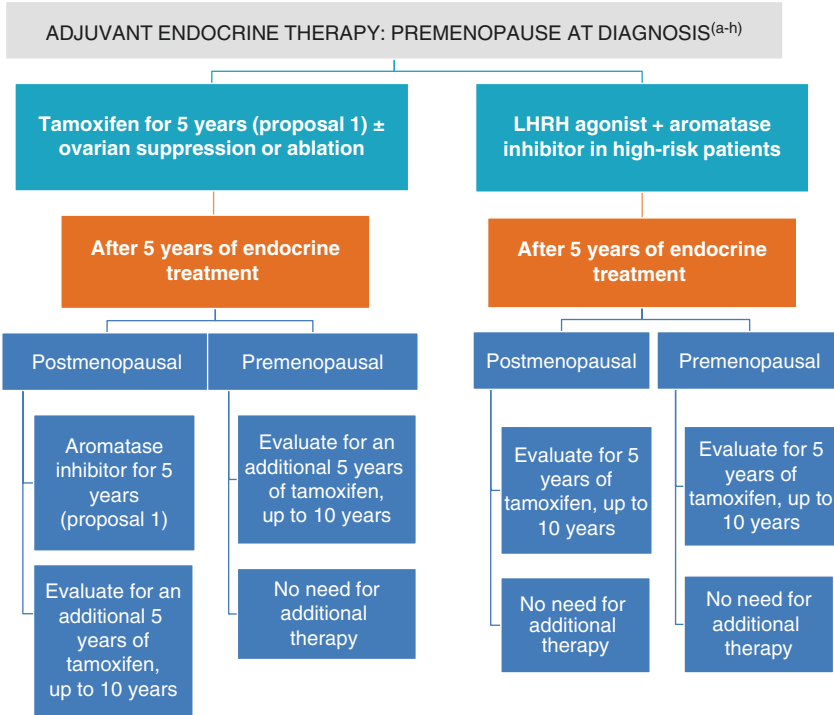 ADJUVANT ENDOCRINE THERAPY: PREMENOPAUSE AT DIAGNOSIS(a-h)
Tamoxifen for 5 years (proposal 1) ±
ovarian suppression or ablation
LHRH agonist + aromatase
inhibitor in high-risk patients
After 5 years of endocrine
treatment
After 5 years of endocrine
treatment
Postmenopausal
Premenopausal
Postmenopausal
Premenopausal
Aromatase
inhibitor for 5
years
(proposal 1)
Evaluate for an
additional 5
years of
tamoxifen,
up to 10 years
Evaluate for an
additional 5 years
of tamoxifen,
up to 10 years
No need for
additional
therapy
Evaluate for 5
years of
tamoxifen, up to
10 years
No need for
additional
therapy
Evaluate for 5
years of
tamoxifen, up to
10 years
No need for
additional
therapy